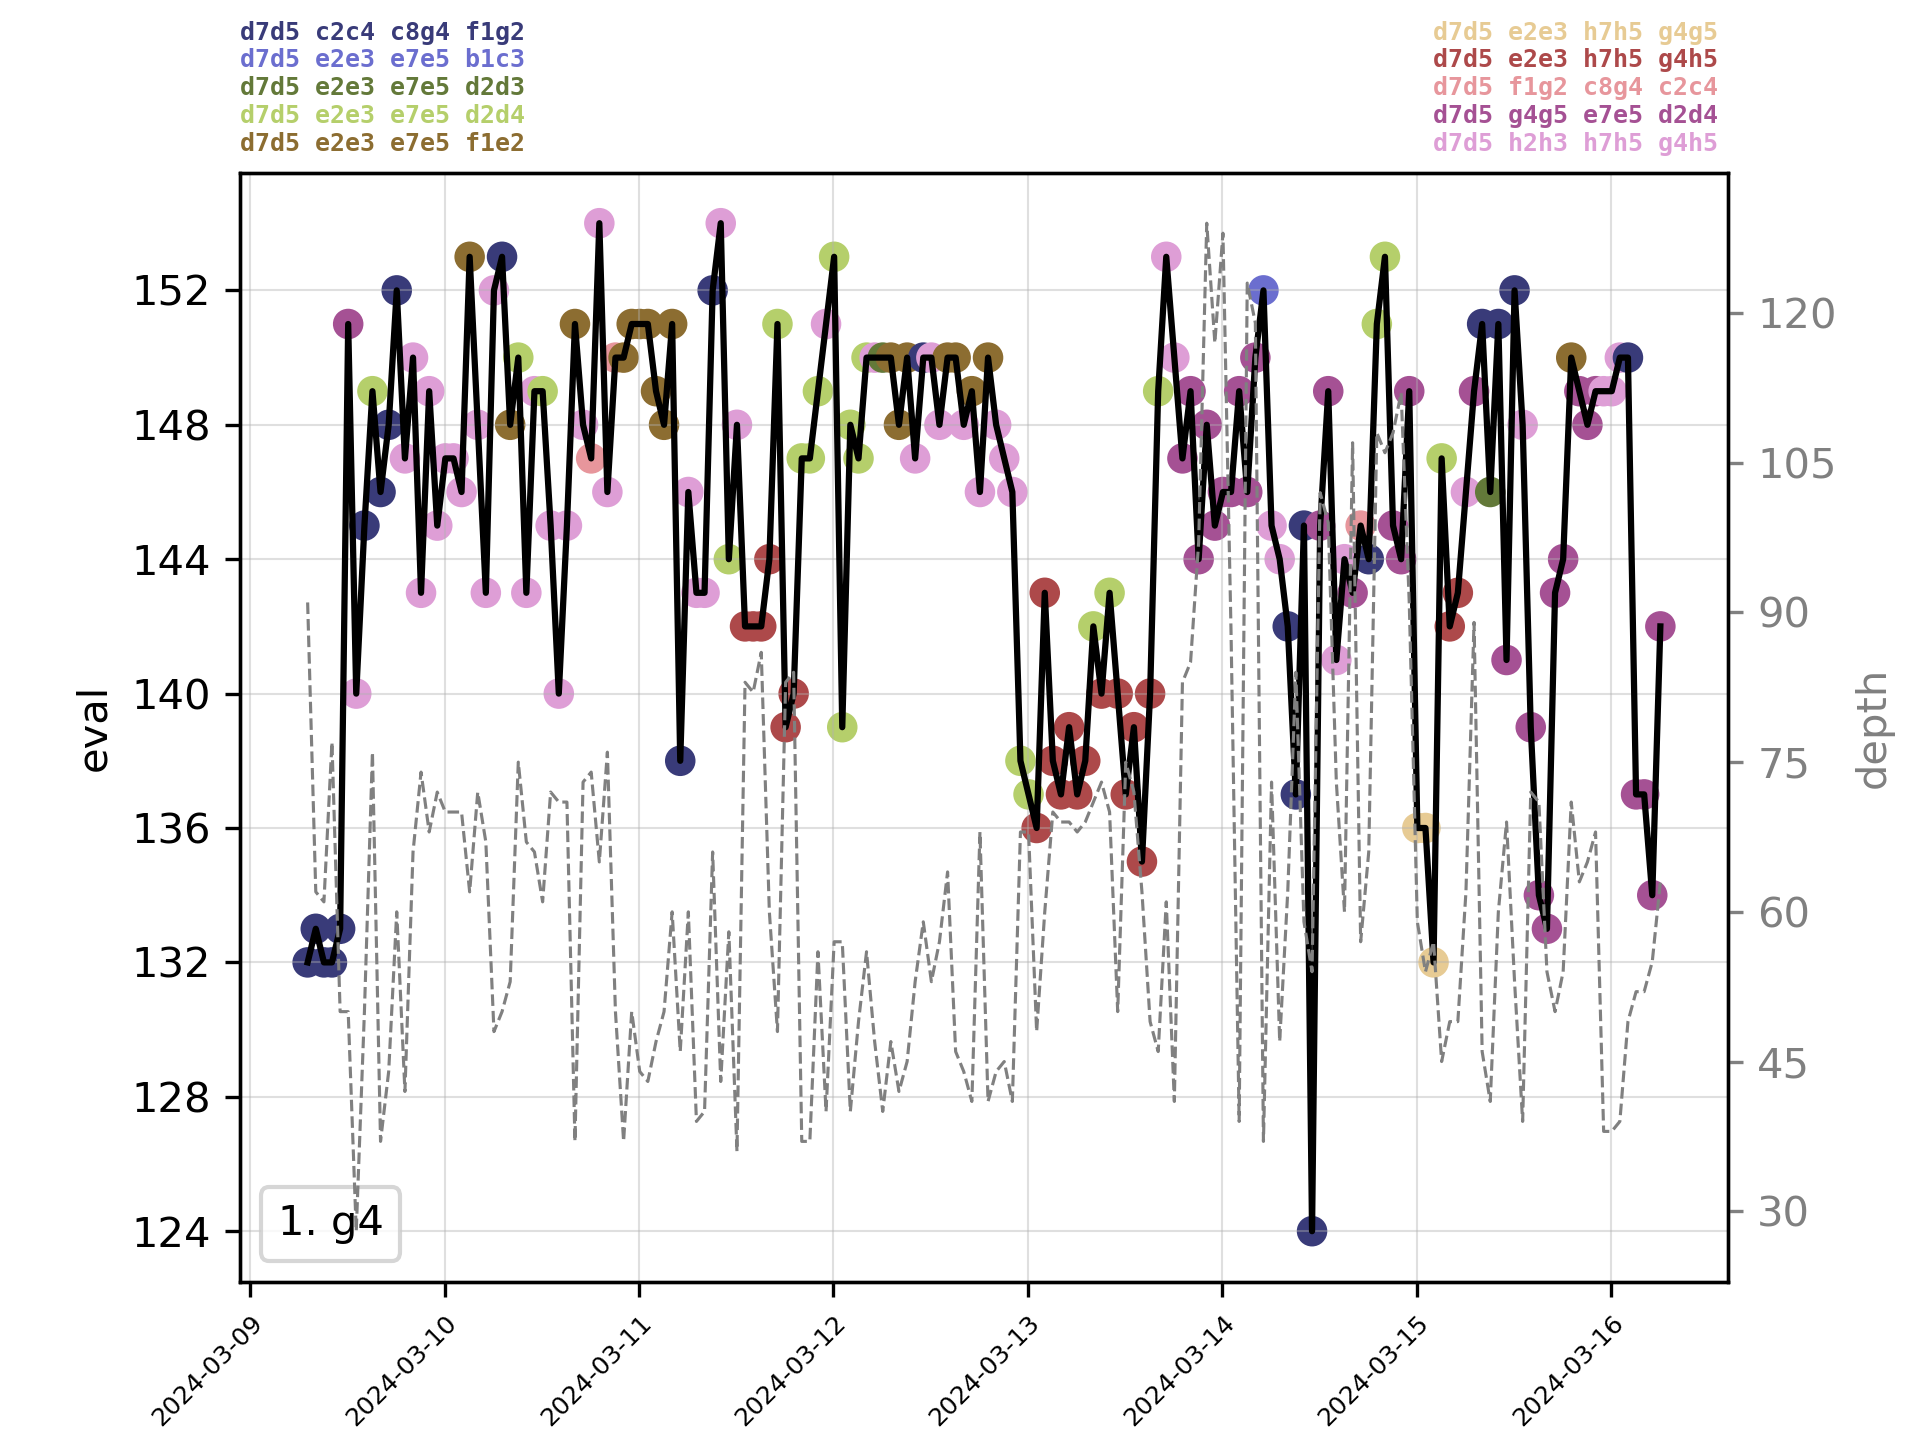 d7d5 c2c4 c8g4 f1g2
d7d5 e2e3 e7e5 b1c3
d7d5 e2e3 e7e5 d2d3
d7d5 e2e3 e7e5 d2d4
d7d5 e2e3 e7e5 f1e2
d7d5 e2e3 h7h5 g4g5
d7d5 e2e3 h7h5 g4h5
d7d5 f1g2 c8g4 c2c4
d7d5 g4g5 e7e5 d2d4
d7d5 h2h3 h7h5 g4h5
152
148
144
140
136
132
128
124
eval
120
105
90
75
60
45
30
depth
1. g4
2024-03-09
2024-03-10
2024-03-11
2024-03-12
2024-03-13
2024-03-14
2024-03-15
2024-03-16